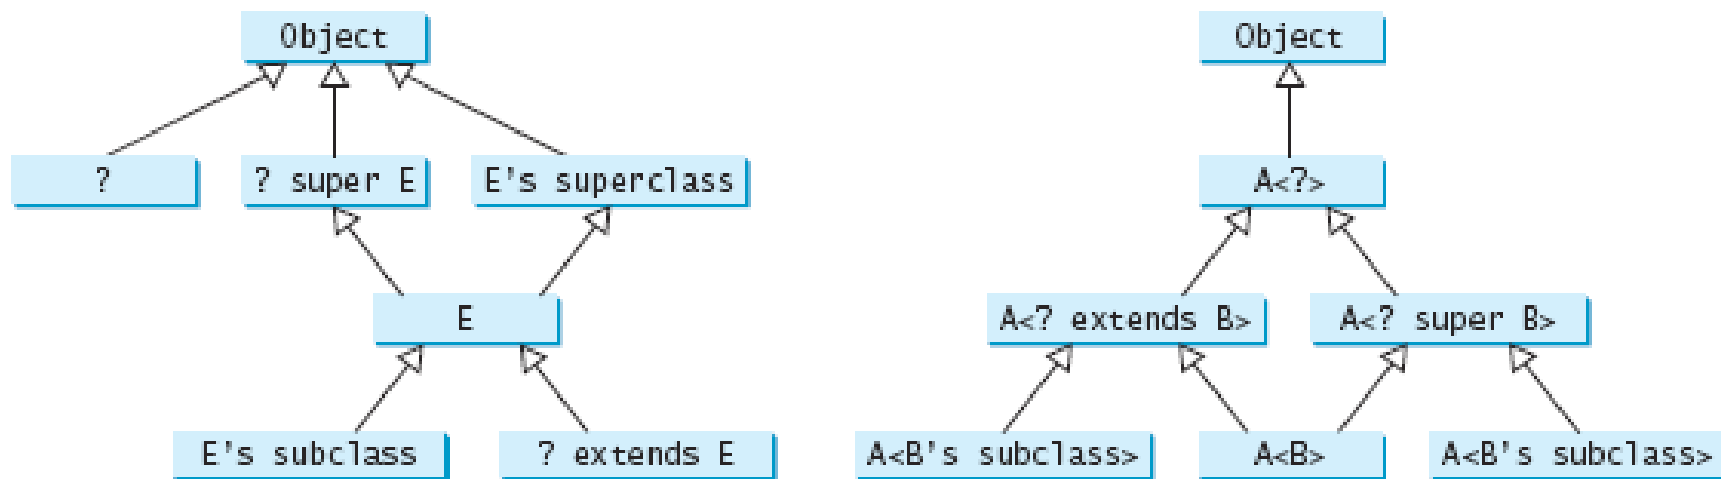 Object
Object
?
? super E
E's superclass
A<?>
E
A<? extends B>
A<? super B>
E's subclass
? extends E
A<B's subclass>
A<B>
A<B's subclass>